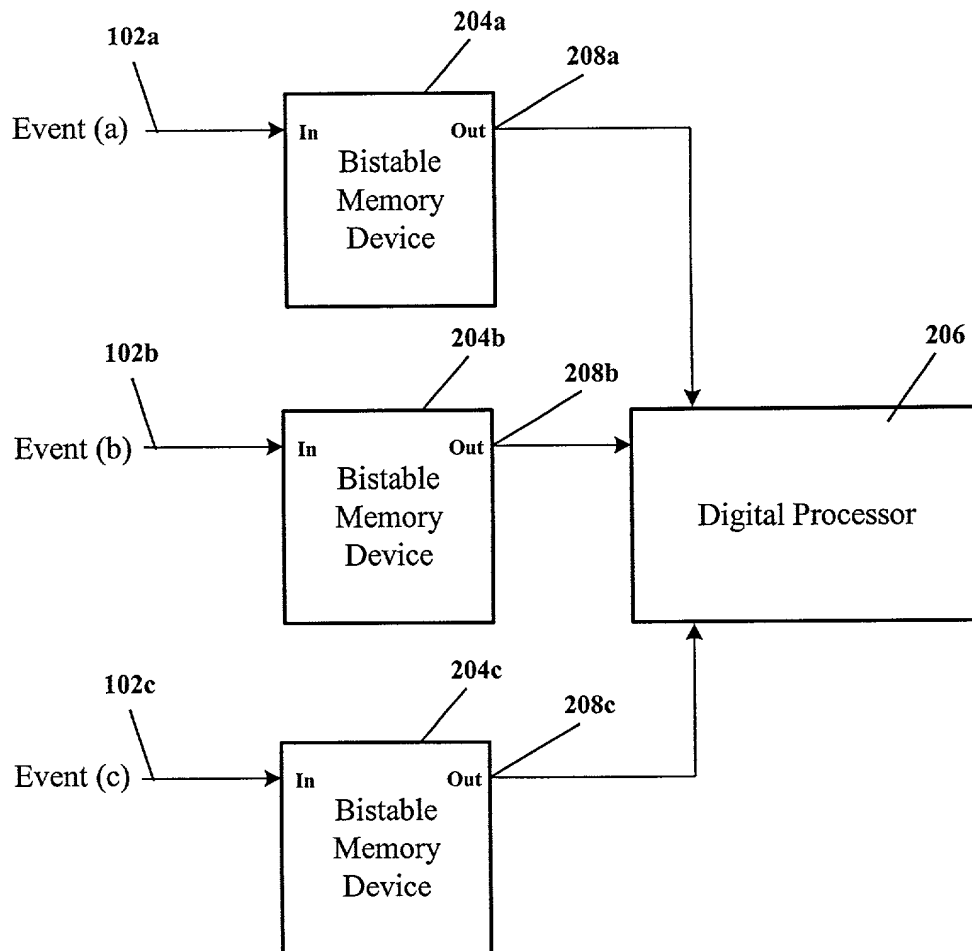 102a
204a
208a
Event (a)
In
Out
Bistable
Memory
Device
102b
204b
208b
206
Event (b)
In
Out
Bistable
Memory
Device
Digital Processor
102c
204c
208c
Event (c)
In
Out
Bistable
Memory
Device